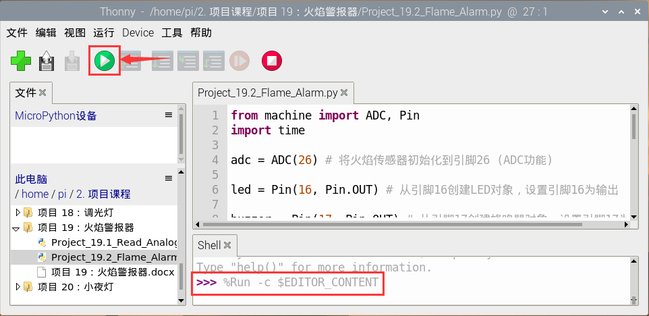 Thonny - /home/pi/2. 项目课程/项目 19：火焰警报器/Project_19.2_Flame_Alarm.py @ 27 : 1
文件 编辑 视图 运行 Device 工具 帮助
文件
MicroPython设备
此电脑
/ home / pi / 2. 项目课程
项目 18：调光灯
项目 19：火焰警报器
Project_19.1_Read_Analog
Project_19.2_Flame_Alarm
项目 19：火焰警报器.docx
项目 20：小夜灯
Project_19.2_Flame_Alarm.py
1 from machine import ADC, Pin
2 import time
3
4 adc = ADC(26) # 将火焰传感器初始化到引脚26 (ADC功能)
5
6 led = Pin(16, Pin.OUT) # 从引脚16创建LED对象，设置引脚16为输出
7
Shell
Type "help()" for more information.
>>> %Run -c $EDITOR_CONTENT